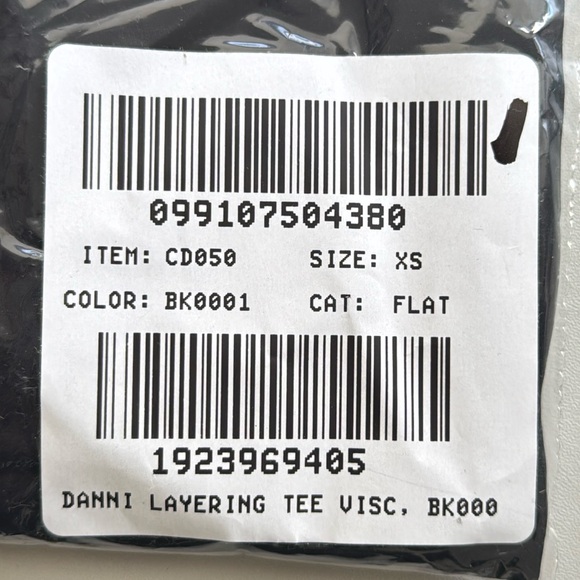 099107504380
ITEM: CD050 SIZE: XS
COLOR: BK0001 CAT: FLAT
1923969405
DANNI LAYERING TEE VISC, BK000